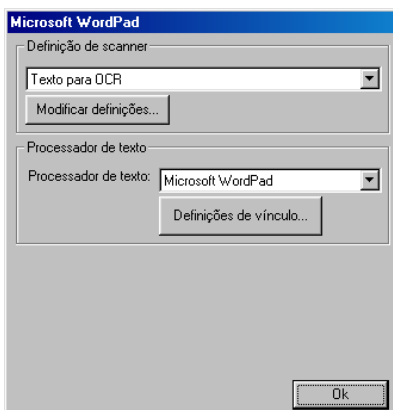 Microsoft WordPad
Definição de scanner
Texto para OCR
Modificar definições...
Processador de texto
Processador de texto: Microsoft WordPad
Definições de vínculo...
Ok